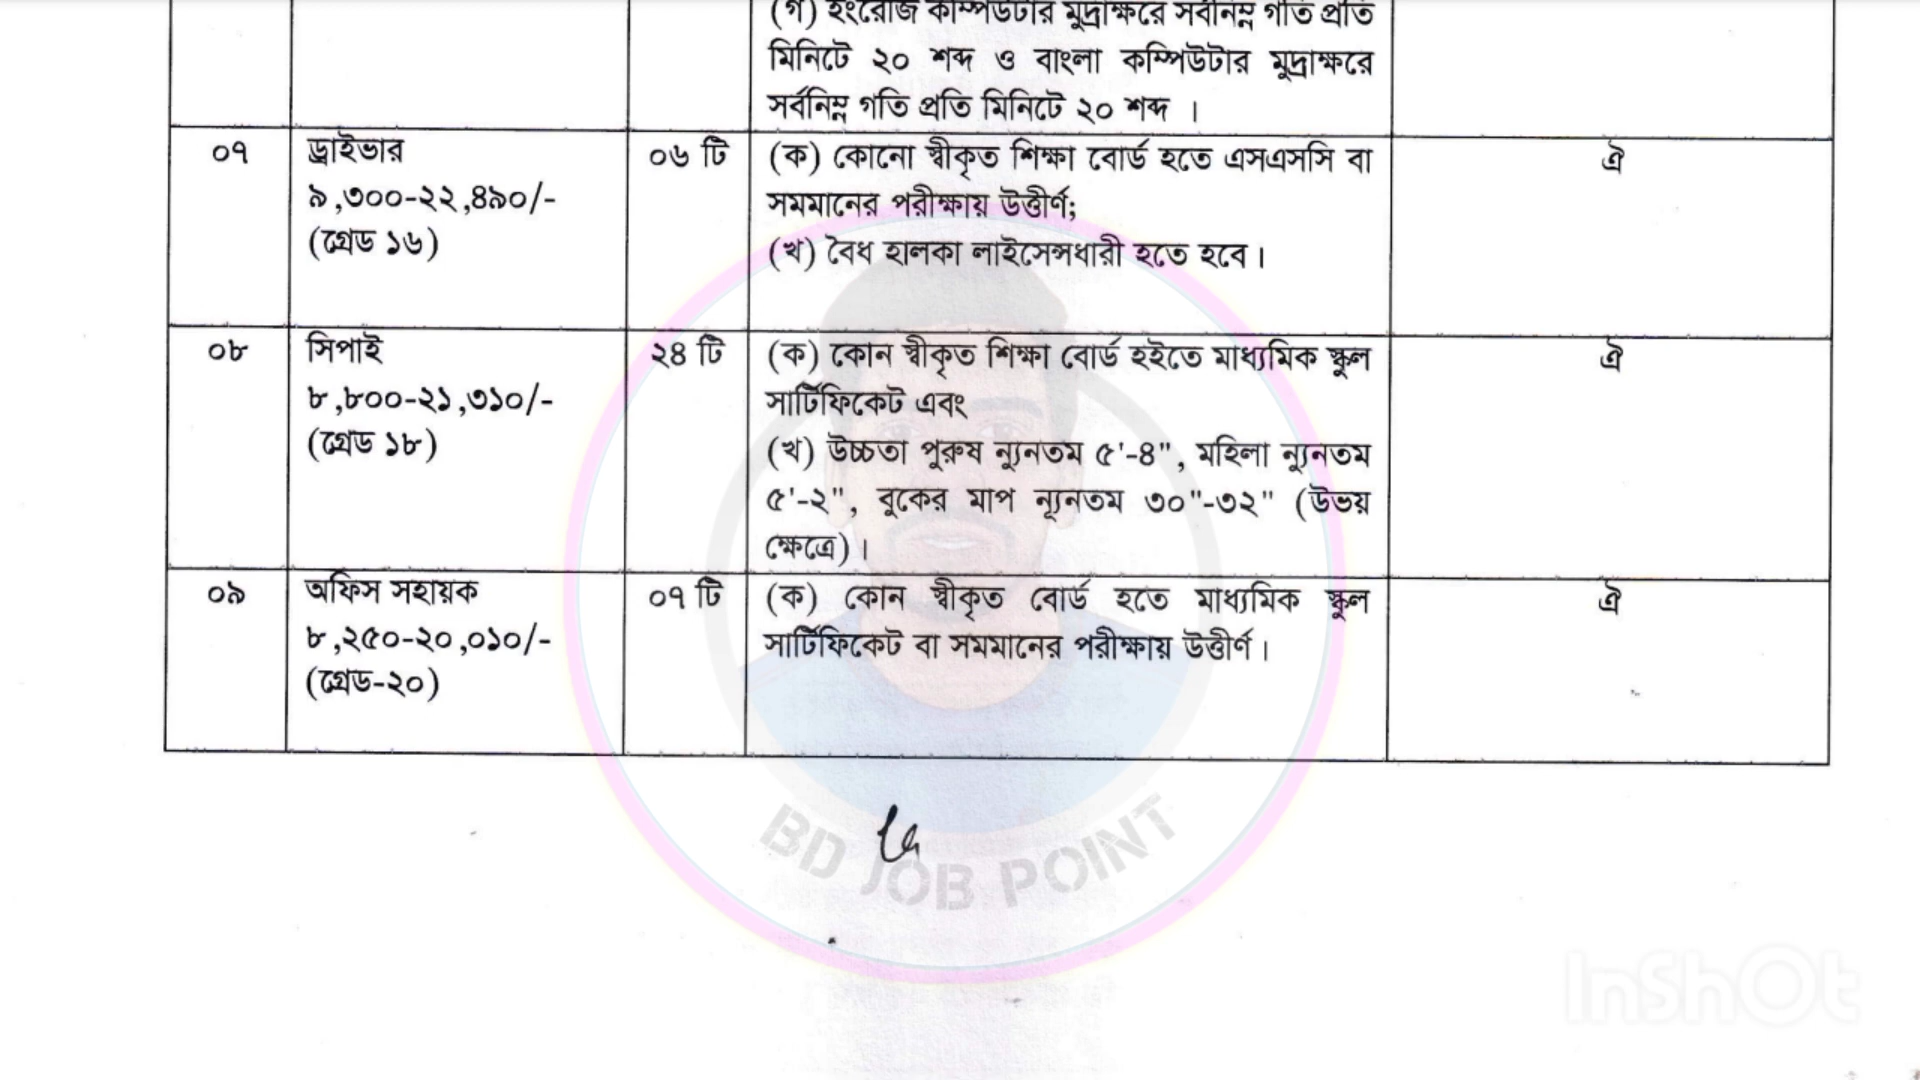 (গ) ইংরেজি কম্পিউটার মুদ্রাক্ষরে সর্বনিম্ন গতি প্রতি
মিনিটে ২০ শব্দ ও বাংলা কম্পিউটার মুদ্রাক্ষরে
সর্বনিম্ন গতি প্রতি মিনিটে ২০ শব্দ ।
০৭
ড্রাইভার
৯,৩০০-২২,৪৯০/-
(গ্রেড ১৬)
০৬ টি
(ক) কোনো স্বীকৃত শিক্ষা বোর্ড হতে এসএসসি বা
সমমানের পরীক্ষায় উত্তীর্ণ;
(খ) বৈধ হালকা লাইসেন্সধারী হতে হবে।
ঐ
০৮
সিপাই
৮,৮০০-২১,৩১০/-
(গ্রেড ১৮)
২৪ টি
(ক) কোন স্বীকৃত শিক্ষা বোর্ড হইতে মাধ্যমিক স্কুল
সার্টিফিকেট এবং
(খ) উচ্চতা পুরুষ ন্যুনতম ৫'-৪", মহিলা ন্যুনতম
৫'-২", বুকের মাপ ন্যূনতম ৩০"-৩২" (উভয়
ক্ষেত্রে)।
ঐ
০৯
অফিস সহায়ক
৮,২৫০-২০,০১০/-
(গ্রেড-২০)
০৭ টি
(ক) কোন স্বীকৃত বোর্ড হতে মাধ্যমিক স্কুল
সার্টিফিকেট বা সমমানের পরীক্ষায় উত্তীর্ণ।
ঐ
BD JOB POINT
InShOt